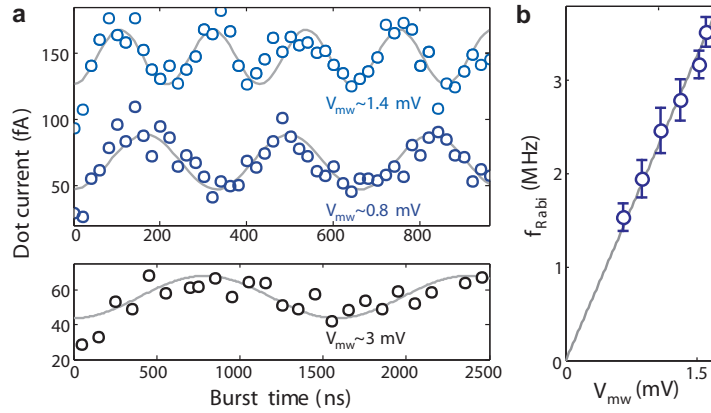 a
b
150
100
50
V_mw~1.4 mV
V_mw~0.8 mV
0 200 400 600 800
Dot current (fA)
60
40
20
V_mw~3 mV
0 500 1000 1500 2000 2500
Burst time (ns)
3
2
1
0
f_Rabi (MHz)
0 1.5
V_mw (mV)